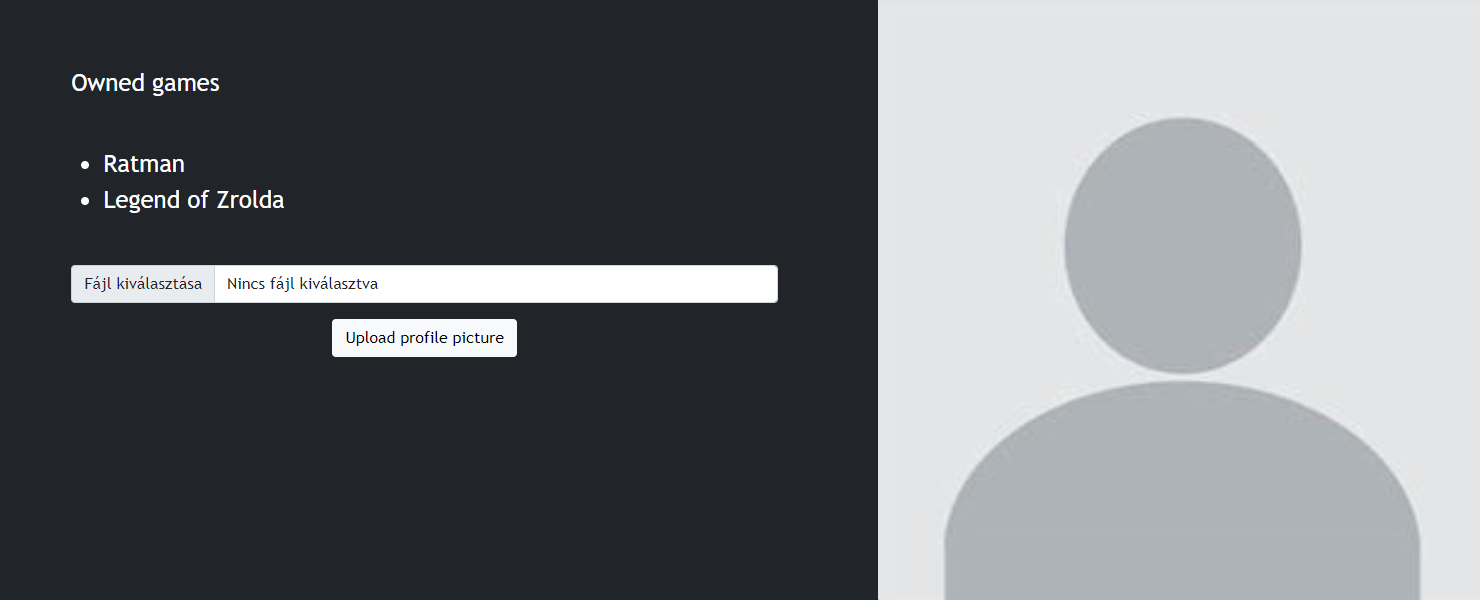 Owned games
Ratman
Legend of Zrolda
Fájl kiválasztása Nincs fájl kiválasztva
Upload profile picture